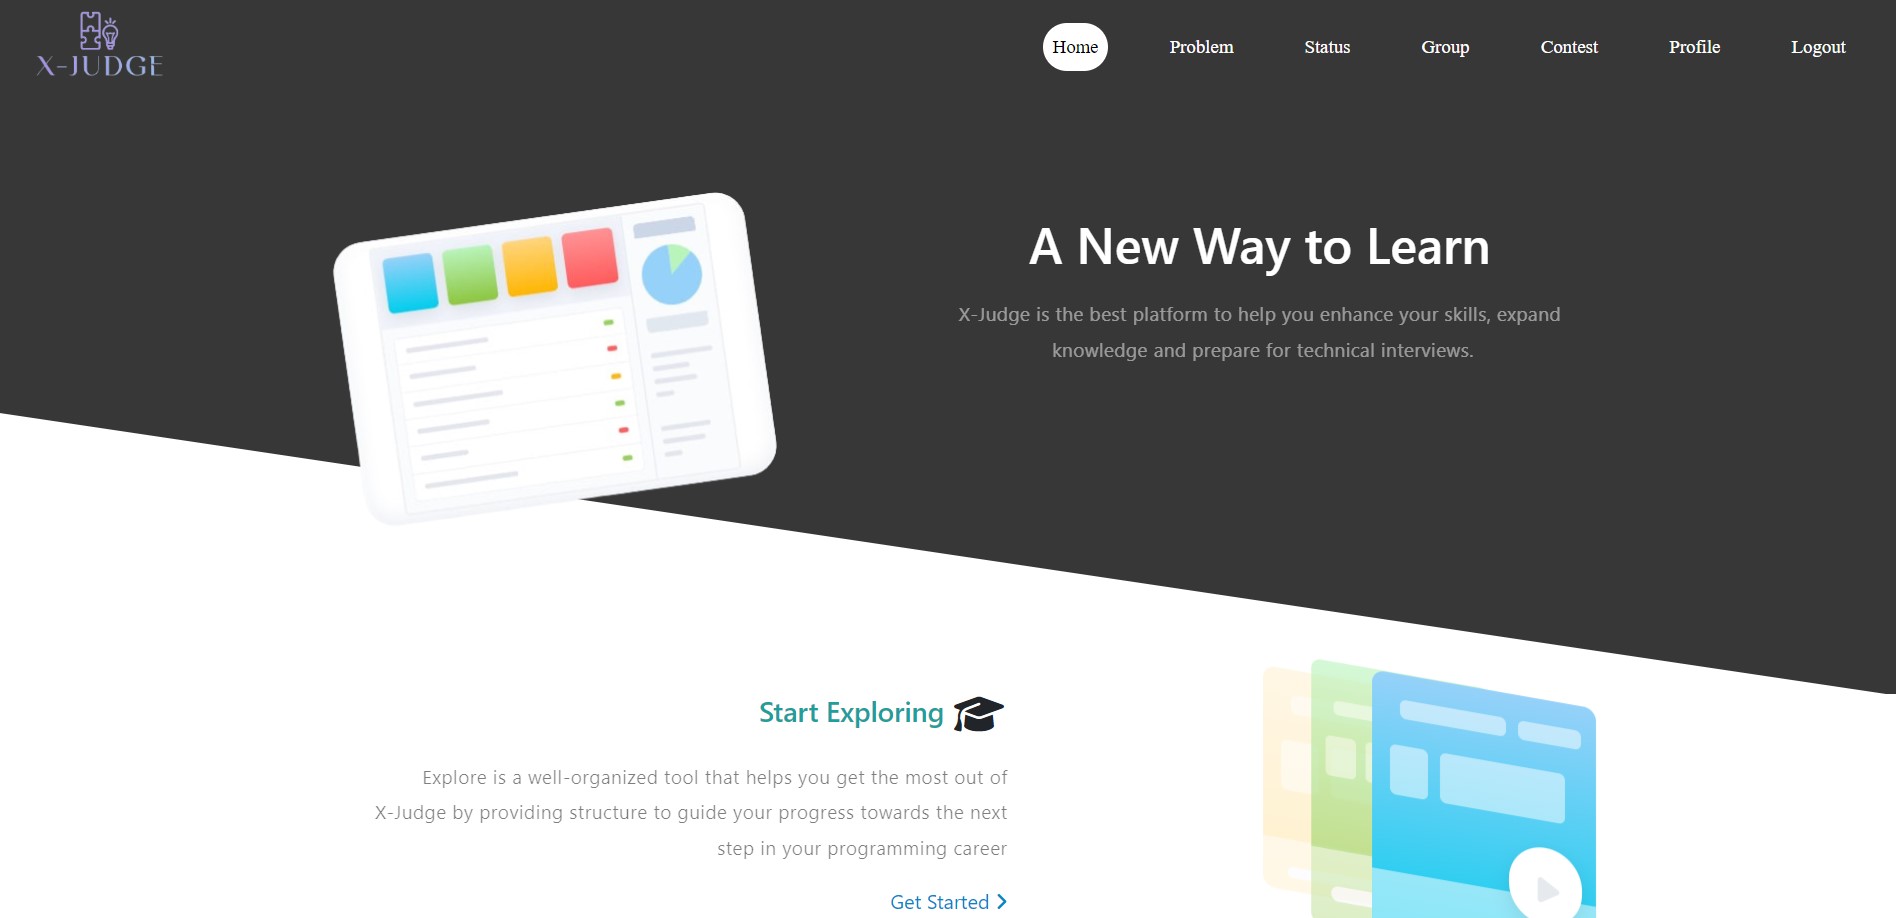 X-JUDGE
Home
Problem
Status
Group
Contest
Profile
Logout
A New Way to Learn
X-Judge is the best platform to help you enhance your skills, expand
knowledge and prepare for technical interviews.
Start Exploring
Explore is a well-organized tool that helps you get the most out of
X-Judge by providing structure to guide your progress towards the next
step in your programming career
Get Started